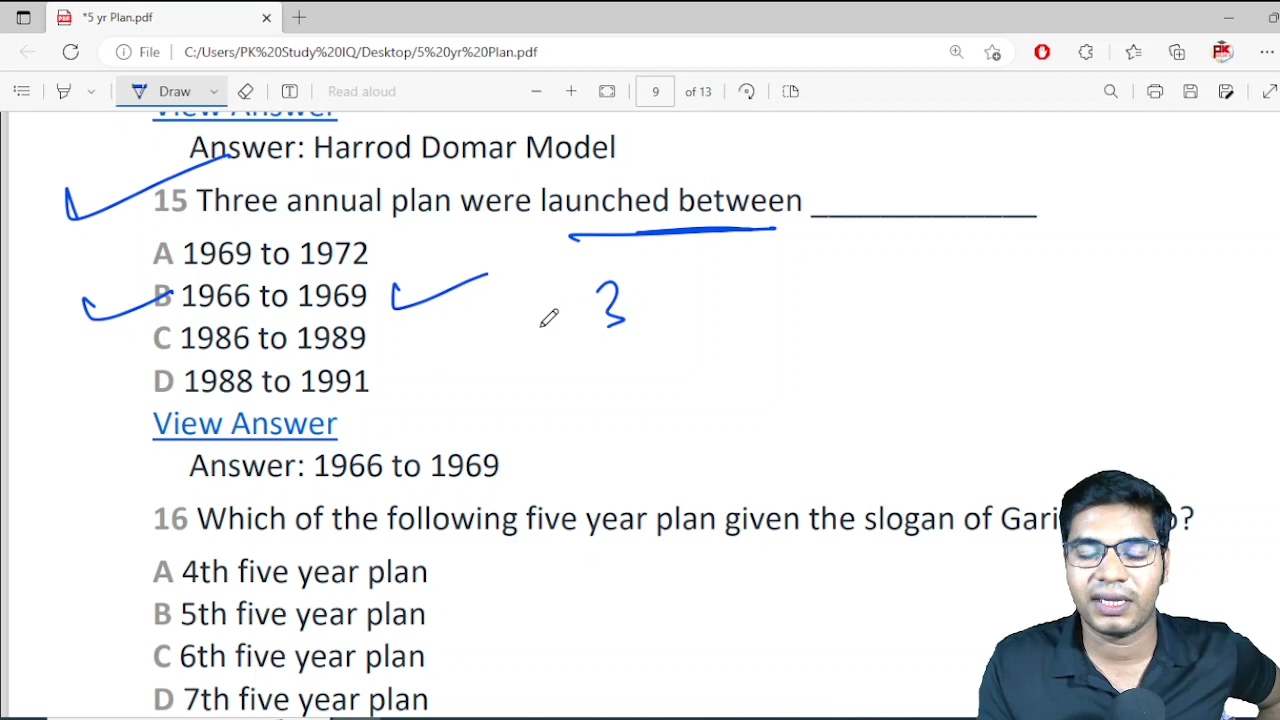 *5 yr Plan.pdf
File | C:/Users/PK%20Study%20IQ/Desktop/5%20yr%20Plan.pdf
Draw Read aloud 9 of 13
View Answer
Answer: Harrod Domar Model
15 Three annual plan were launched between ______________
A 1969 to 1972
B 1966 to 1969
3
C 1986 to 1989
D 1988 to 1991
View Answer
Answer: 1966 to 1969
16 Which of the following five year plan given the slogan of
A 4th five year plan
B 5th five year plan
C 6th five year plan
D 7th five year plan